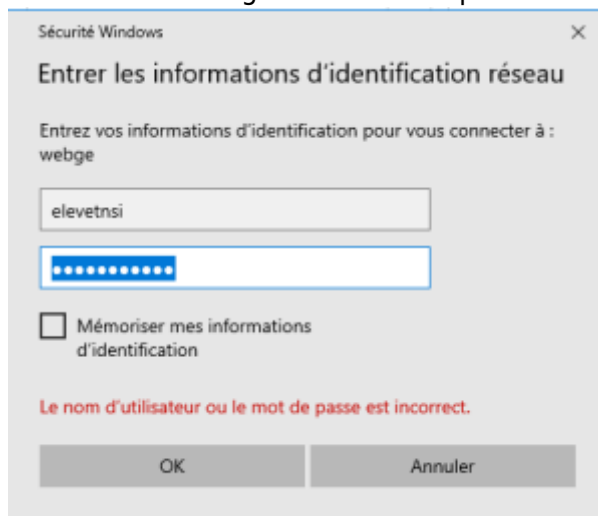 Sécurité Windows
Entrer les informations d'identification réseau
Entrez vos informations d'identification pour vous connecter à :
webge
elevetnsi
●●●●●●●●●●●
Mémoriser mes informations
d'identification
Le nom d'utilisateur ou le mot de passe est incorrect.
OK
Annuler